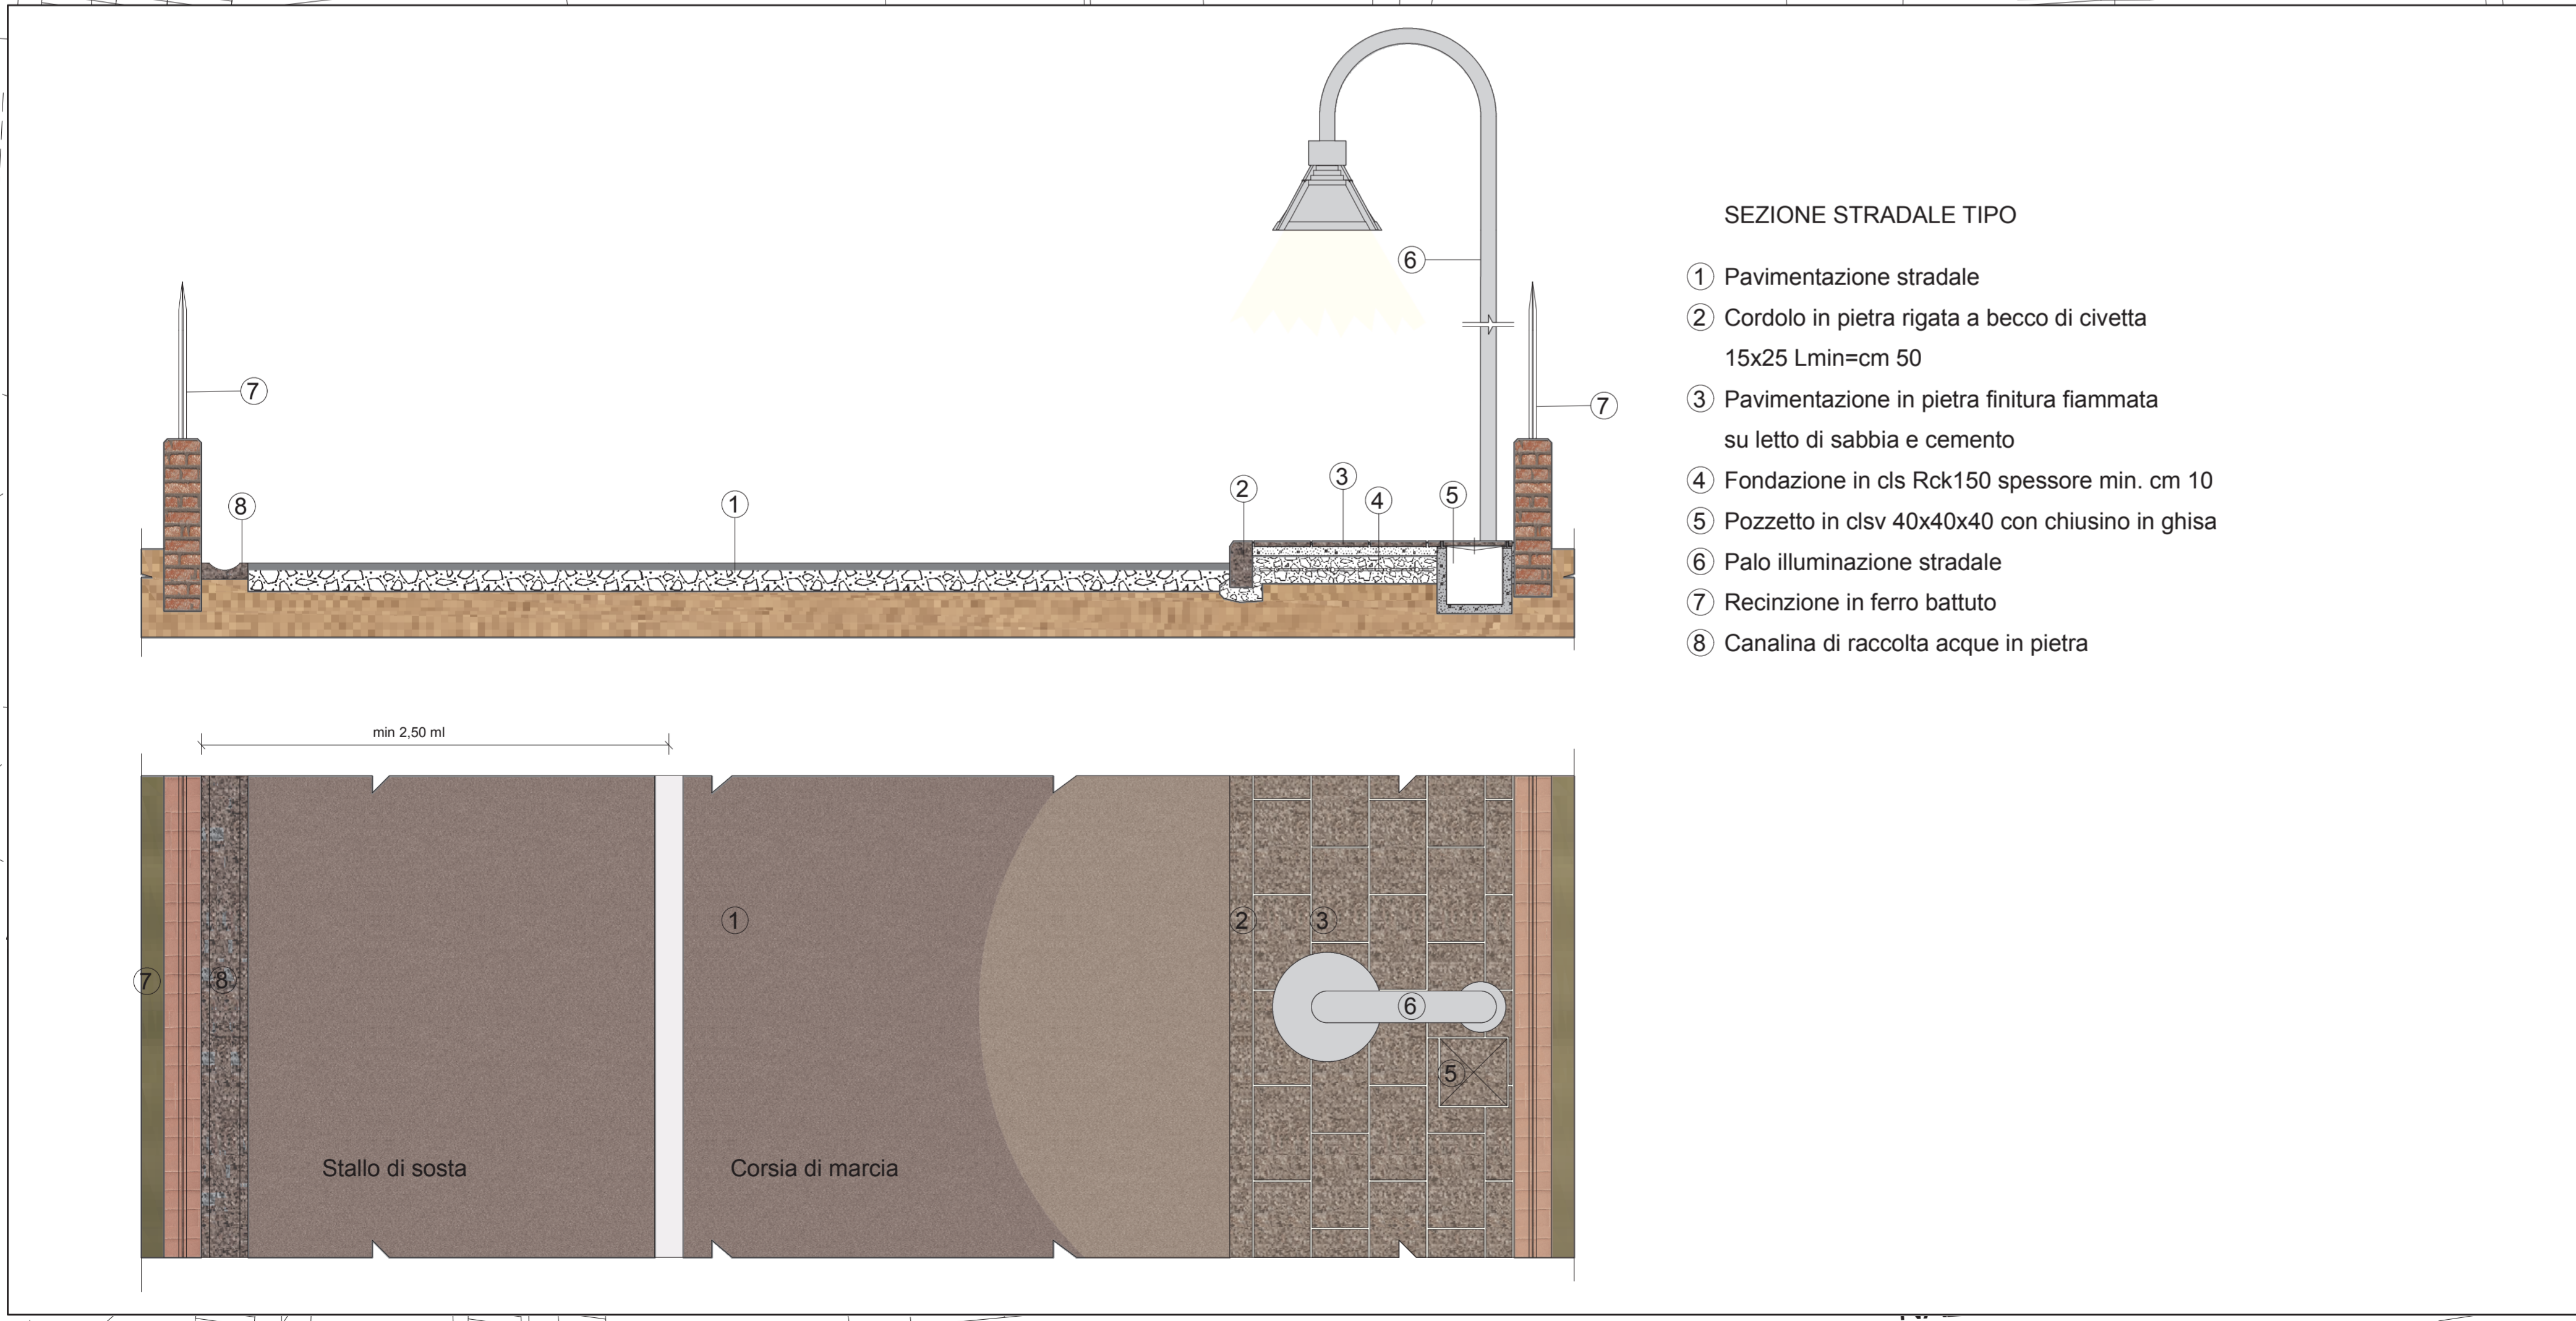 SEZIONE STRADALE TIPO
① Pavimentazione stradale
② Cordolo in pietra rigata a becco di civetta
15x25 Lmin=cm 50
③ Pavimentazione in pietra finitura fiammata
su letto di sabbia e cemento
④ Fondazione in cls Rck150 spessore min. cm 10
⑤ Pozzetto in clsv 40x40x40 con chiusino in ghisa
⑥ Palo illuminazione stradale
⑦ Recinzione in ferro battuto
⑧ Canalina di raccolta acque in pietra
6
7
7
8
1
2
3
4
5
min 2,50 ml
1
2
3
7
8
6
5
Stallo di sosta
Corsia di marcia